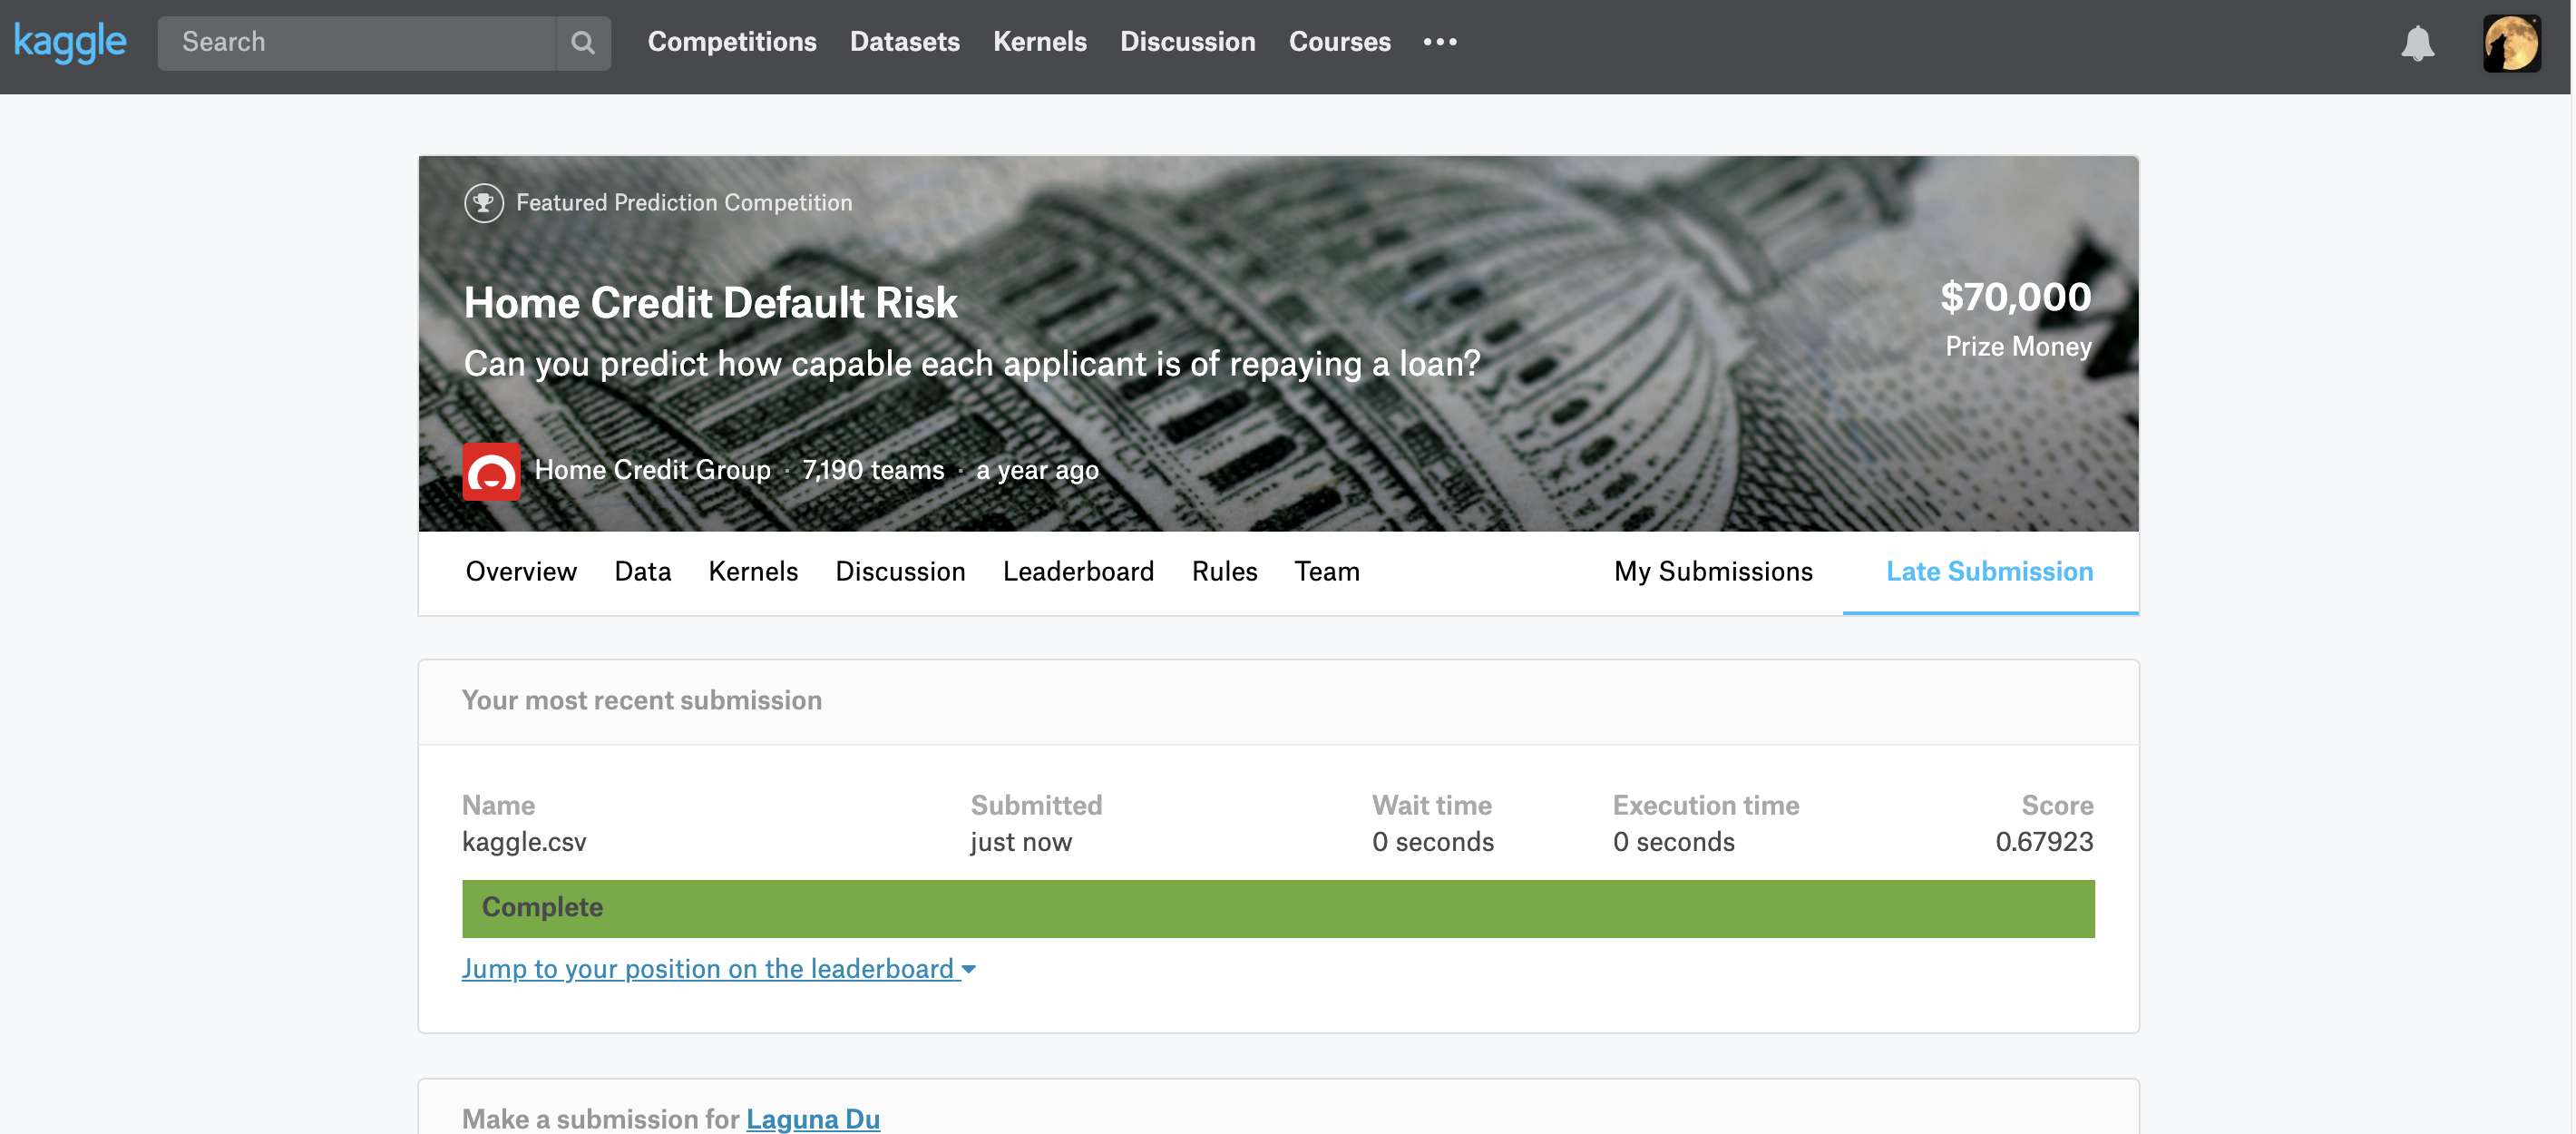 kaggle
Search
Competitions Datasets Kernels Discussion Courses •••
Featured Prediction Competition
Home Credit Default Risk
Can you predict how capable each applicant is of repaying a loan?
$70,000
Prize Money
Home Credit Group · 7,190 teams · a year ago
Overview Data Kernels Discussion Leaderboard Rules Team My Submissions Late Submission
Your most recent submission
Name Submitted Wait time Execution time Score
kaggle.csv just now 0 seconds 0 seconds 0.67923
Complete
Jump to your position on the leaderboard
Make a submission for Laguna Du